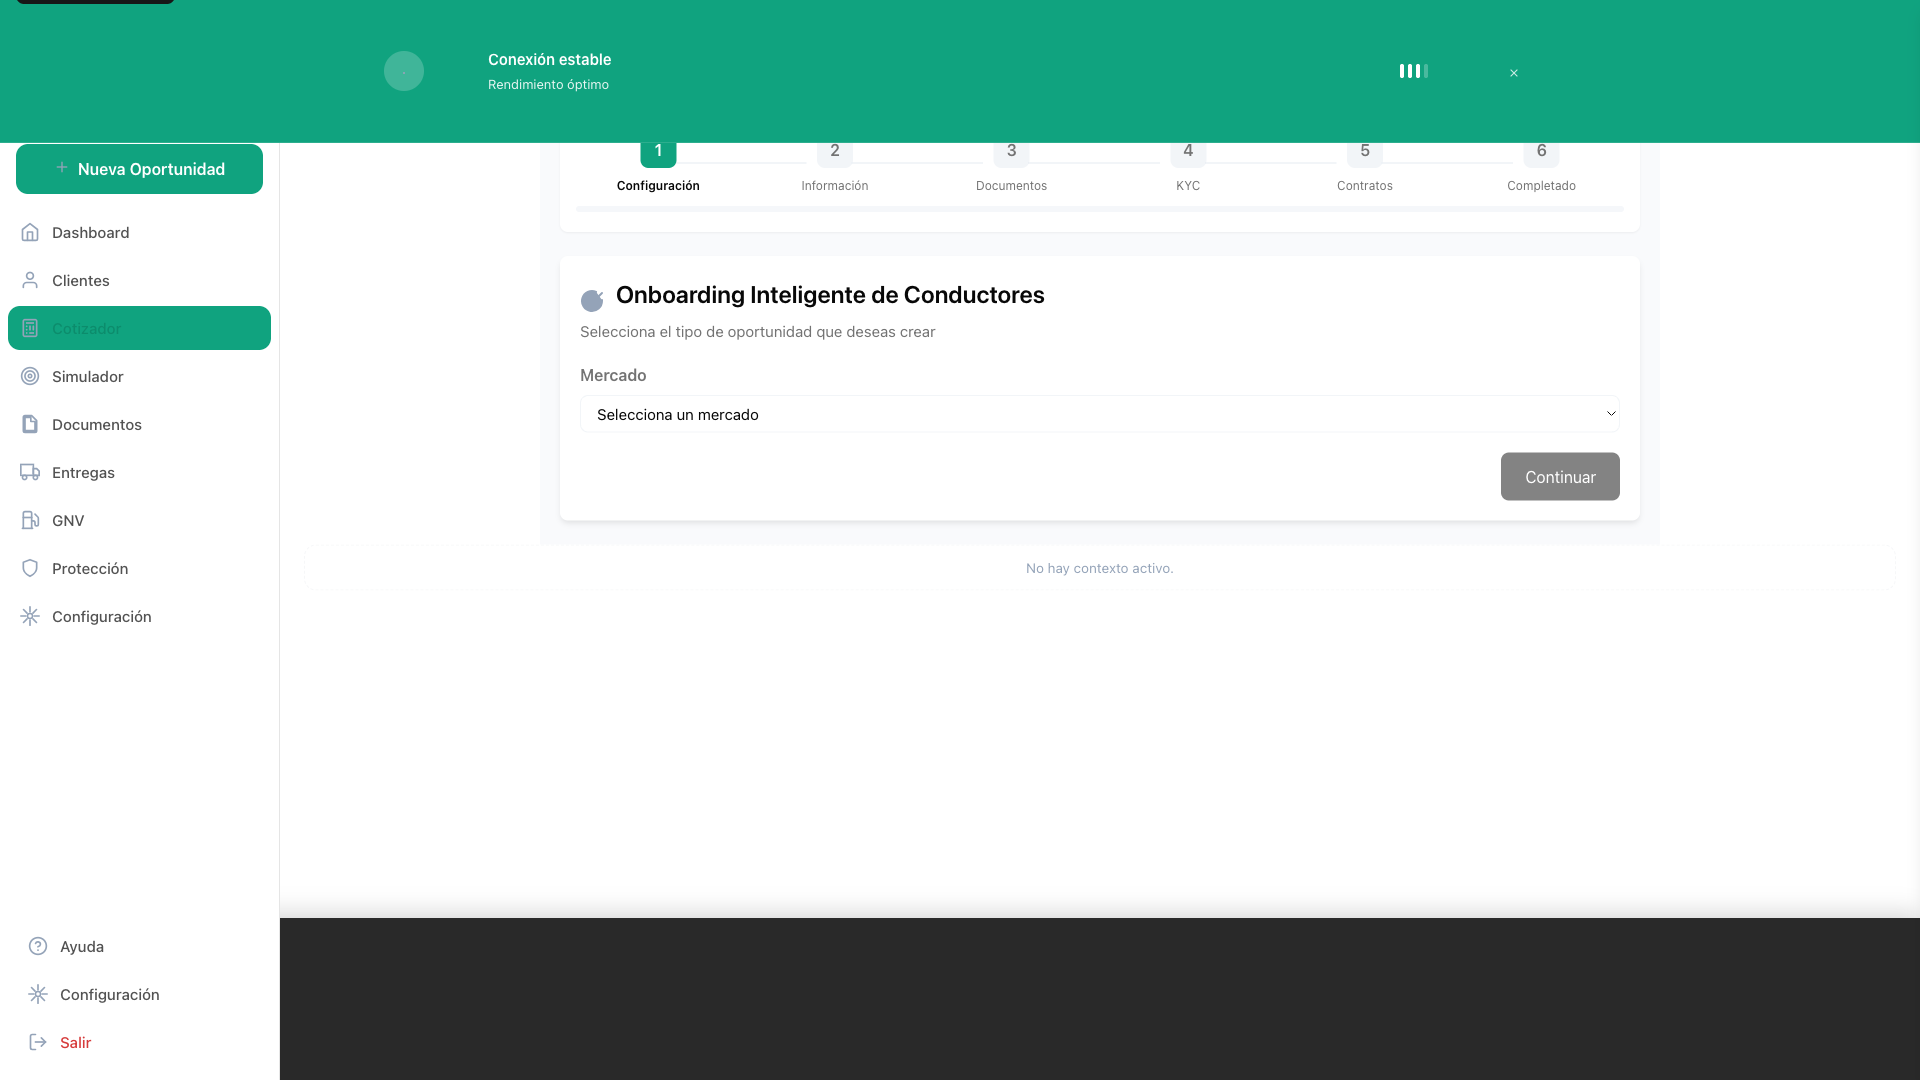 Conexión estable
Rendimiento óptimo
×
+ Nueva Oportunidad
Dashboard
Clientes
Cotizador
Simulador
Documentos
Entregas
GNV
Protección
Configuración
Ayuda
Configuración
Salir
1
2
3
4
5
6
Configuración
Información
Documentos
KYC
Contratos
Completado
Onboarding Inteligente de Conductores
Selecciona el tipo de oportunidad que deseas crear
Mercado
Selecciona un mercado
Continuar
No hay contexto activo.